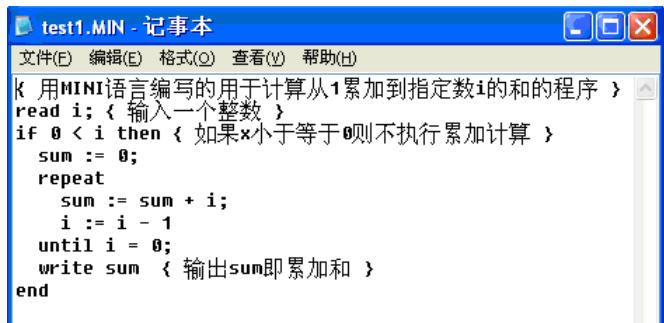 test1.MIN - 记事本
文件(F) 编辑(E) 格式(O) 查看(V) 帮助(H)
{ 用MINI语言编写的用于计算从1累加到指定数i的和的程序 }
read i; { 输入一个整数 }
if 0 < i then { 如果x小于等于0则不执行累加计算 }
  sum := 0;
  repeat
    sum := sum + i;
    i := i - 1
  until i = 0;
  write sum  { 输出sum即累加和 }
end